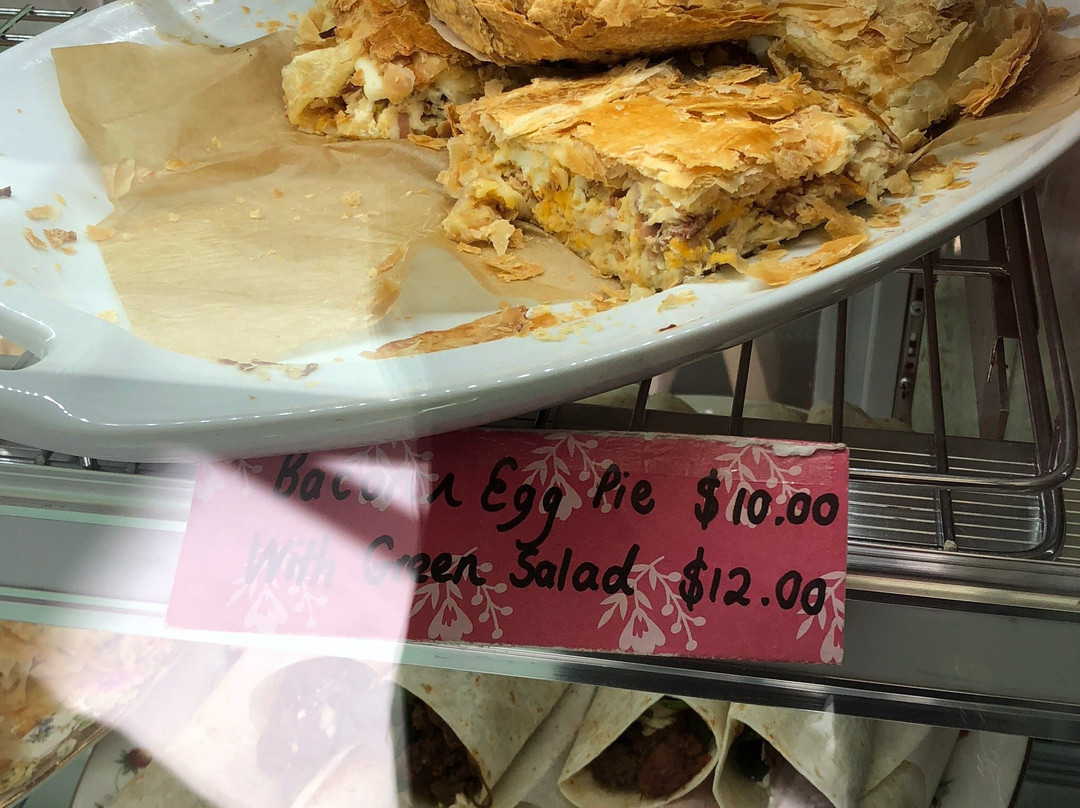 Bacon n Egg Pie $10.00
With Green Salad $12.00